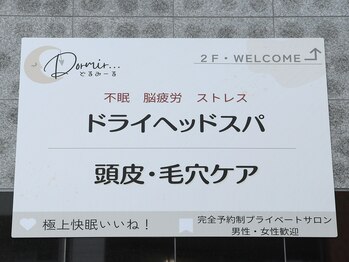 Dormir...
どるみーる
2F・WELCOME
不眠 脳疲労 ストレス
ドライヘッドスパ
頭皮・毛穴ケア
極上快眠いいね！
完全予約制プライベートサロン
男性・女性歓迎